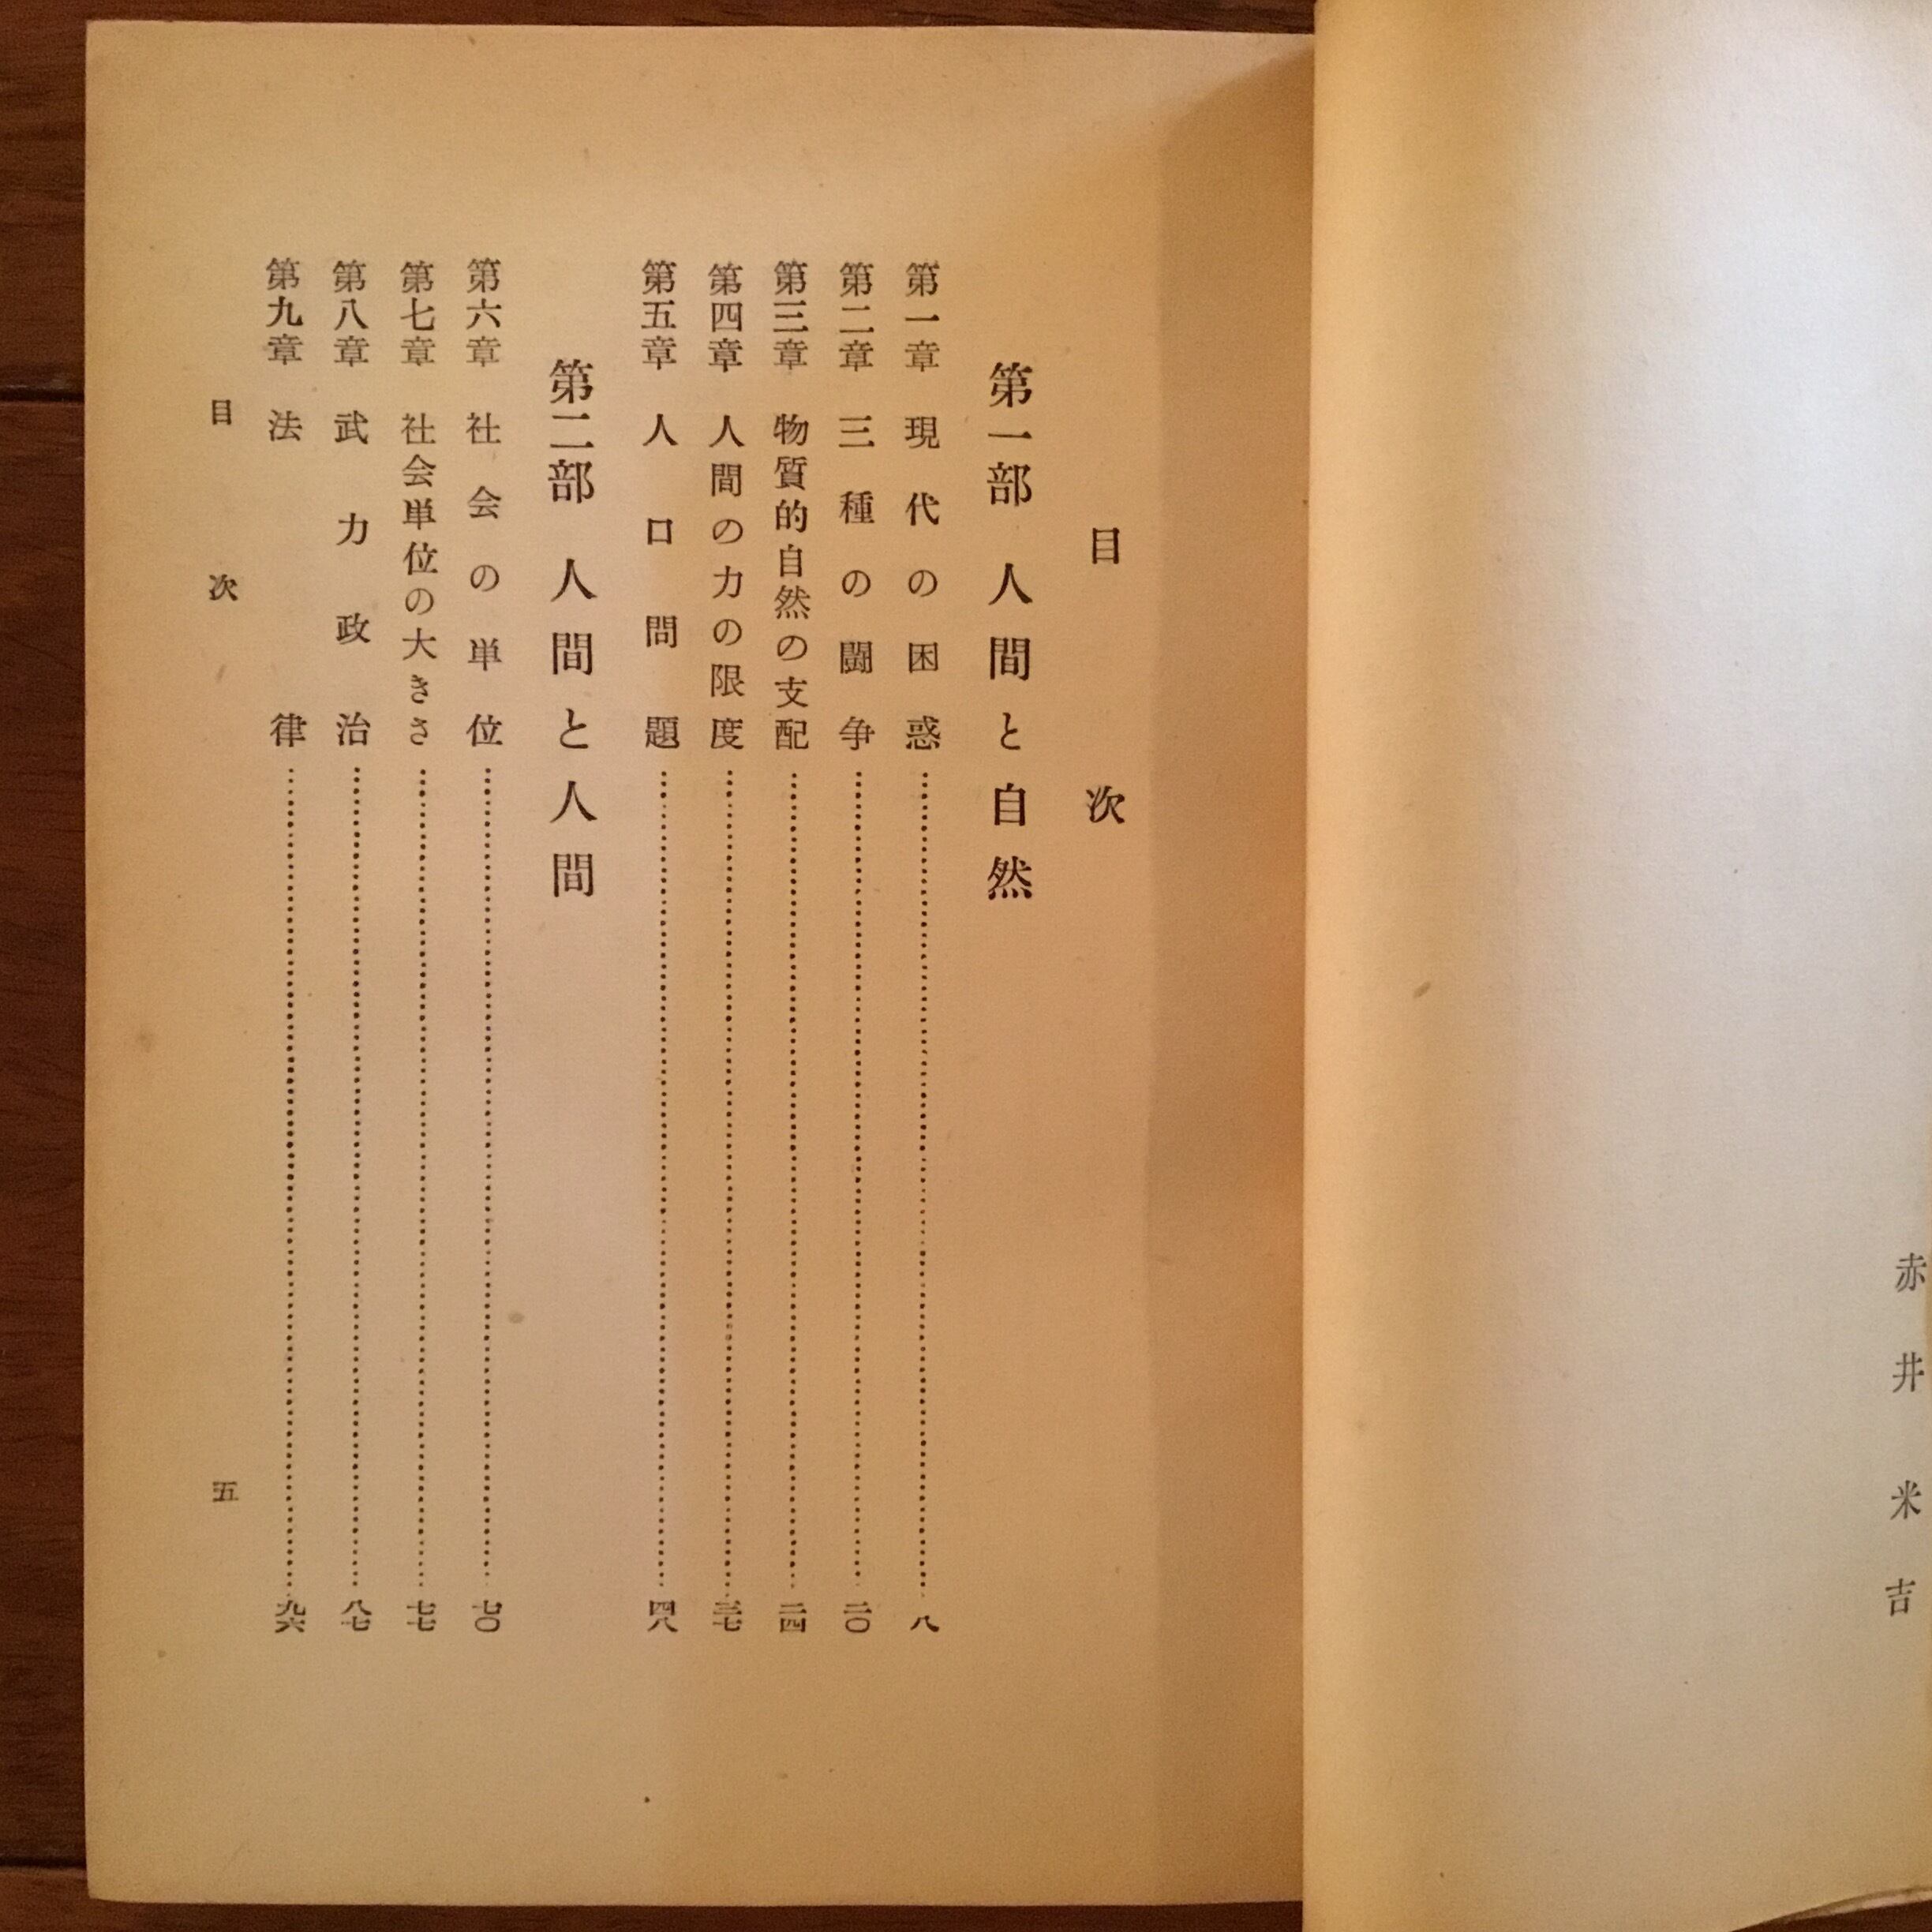 赤井米吉
目次
第一部 人間と自然
第一章 現代の困惑……八
第二章 三種の闘争……二〇
第三章 物質的自然の支配……二四
第四章 人間の力の限度……三七
第五章 人口問題……四八
第二部 人間と人間
第六章 社会の単位……七〇
第七章 社会単位の大きさ……七七
第八章 武力政治……八七
第九章 法律……九六
目次
五